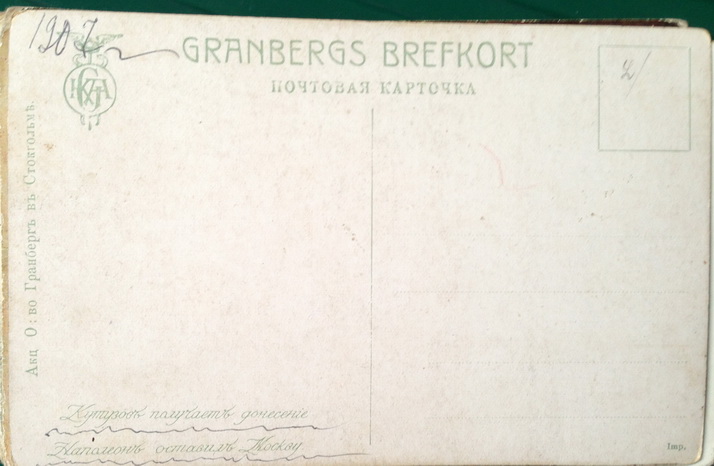 1907
GRANBERGS BREFKORT
ПОЧТОВАЯ КАРТОЧКА
2/
Акц О:во Гранбергъ въ Стокгольмѣ.
Кутузовъ получаетъ донесеніе
Наполеонъ оставилъ Москву
Imp.